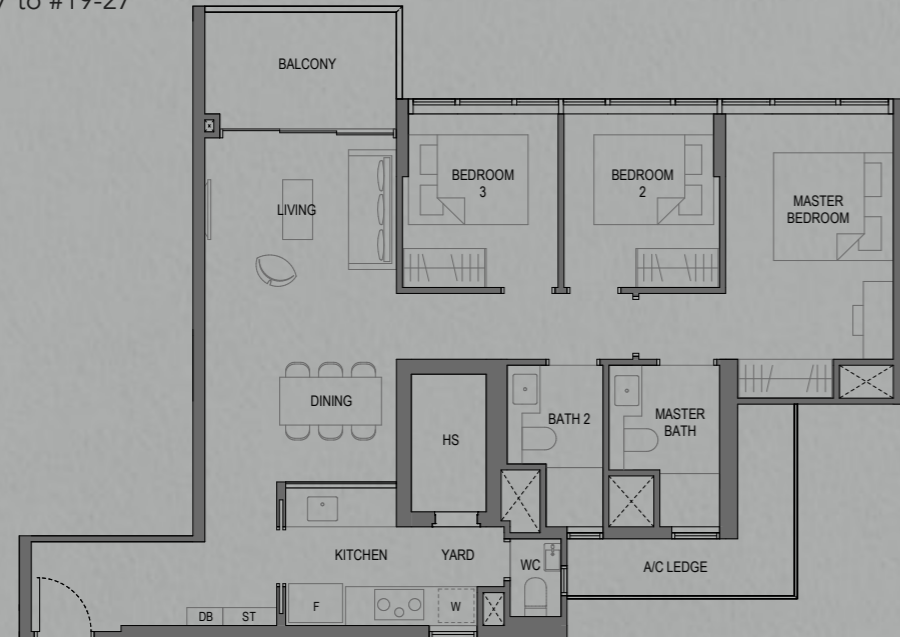 to #19-27
BALCONY
BEDROOM
3
BEDROOM
2
MASTER
BEDROOM
LIVING
DINING
HS
BATH 2
MASTER
BATH
KITCHEN
YARD
WC
A/C LEDGE
DB
ST
F
W